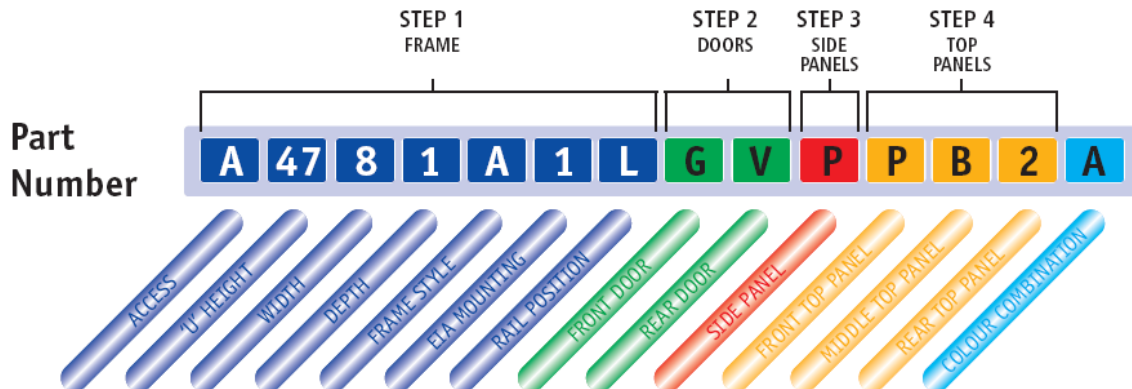 STEP 1
FRAME
STEP 2
DOORS
STEP 3
SIDE
PANELS
STEP 4
TOP
PANELS
Part
Number
A 47 8 1 A 1 L G V P P B 2 A
ACCESS
'U' HEIGHT
WIDTH
DEPTH
FRAME STYLE
EIA MOUNTING
RAIL POSITION
FRONT DOOR
REAR DOOR
SIDE PANEL
FRONT TOP PANEL
MIDDLE TOP PANEL
REAR TOP PANEL
COLOUR COMBINATION